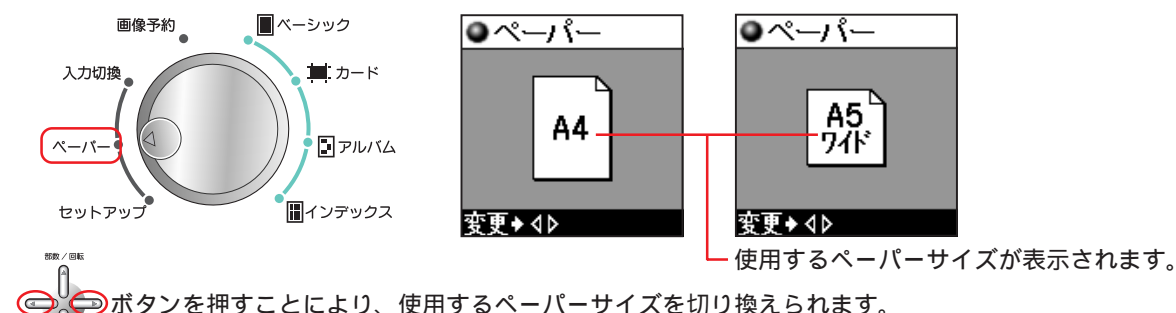 画像予約
ベーシック
入力切換
カード
ペーパー
アルバム
セットアップ
インデックス
ペーパー
A4
変更
ペーパー
A5
ワイド
変更
使用するペーパーサイズが表示されます。
部数／回転
ボタンを押すことにより、使用するペーパーサイズを切り換えられます。